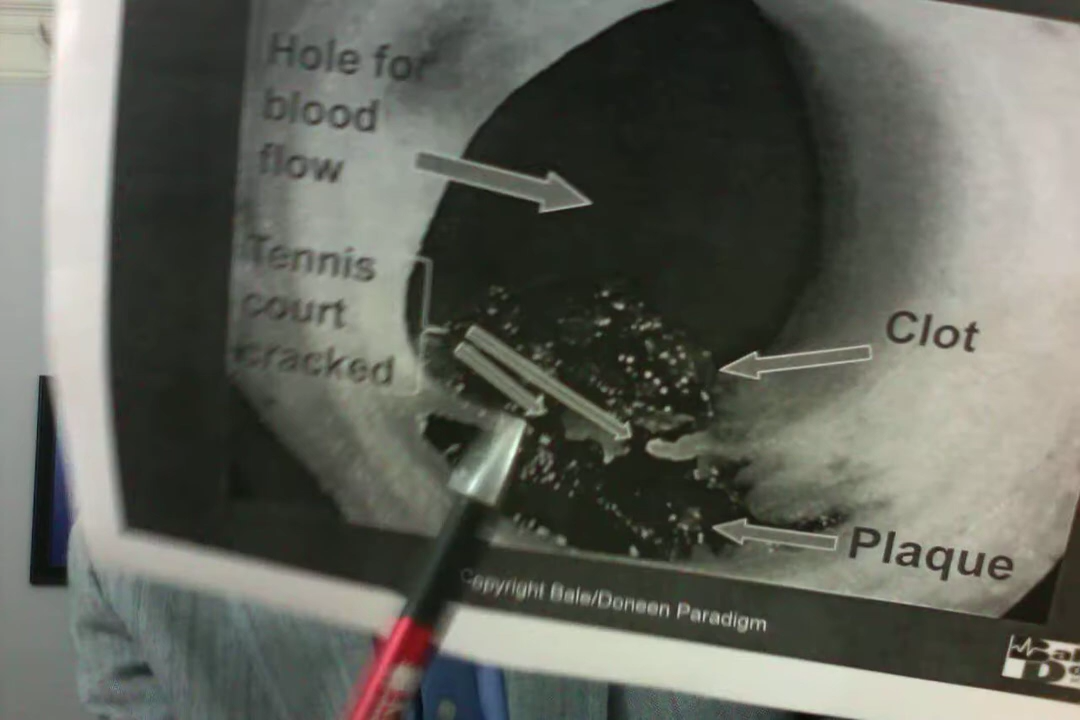 Hole for
blood
flow
Tennis
court
cracked
Clot
Plaque
Copyright Bale/Doneen Paradigm